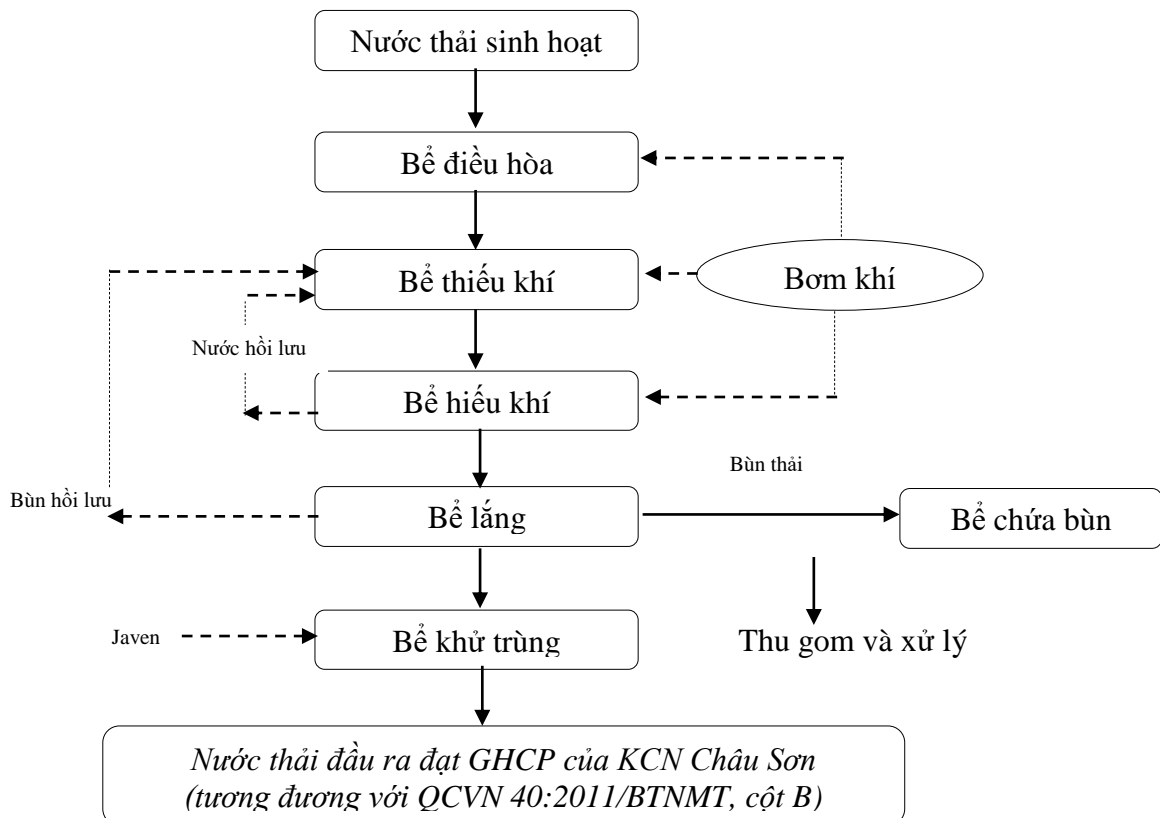 Nước thải sinh hoạt
Bể điều hòa
Bể thiếu khí
Bơm khí
Nước hồi lưu
Bể hiếu khí
Bùn thải
Bùn hồi lưu
Bể lắng
Bể chứa bùn
Javen
Bể khử trùng
Thu gom và xử lý
Nước thải đầu ra đạt GHCP của KCN Châu Sơn
(tương đương với QCVN 40:2011/BTNMT, cột B)